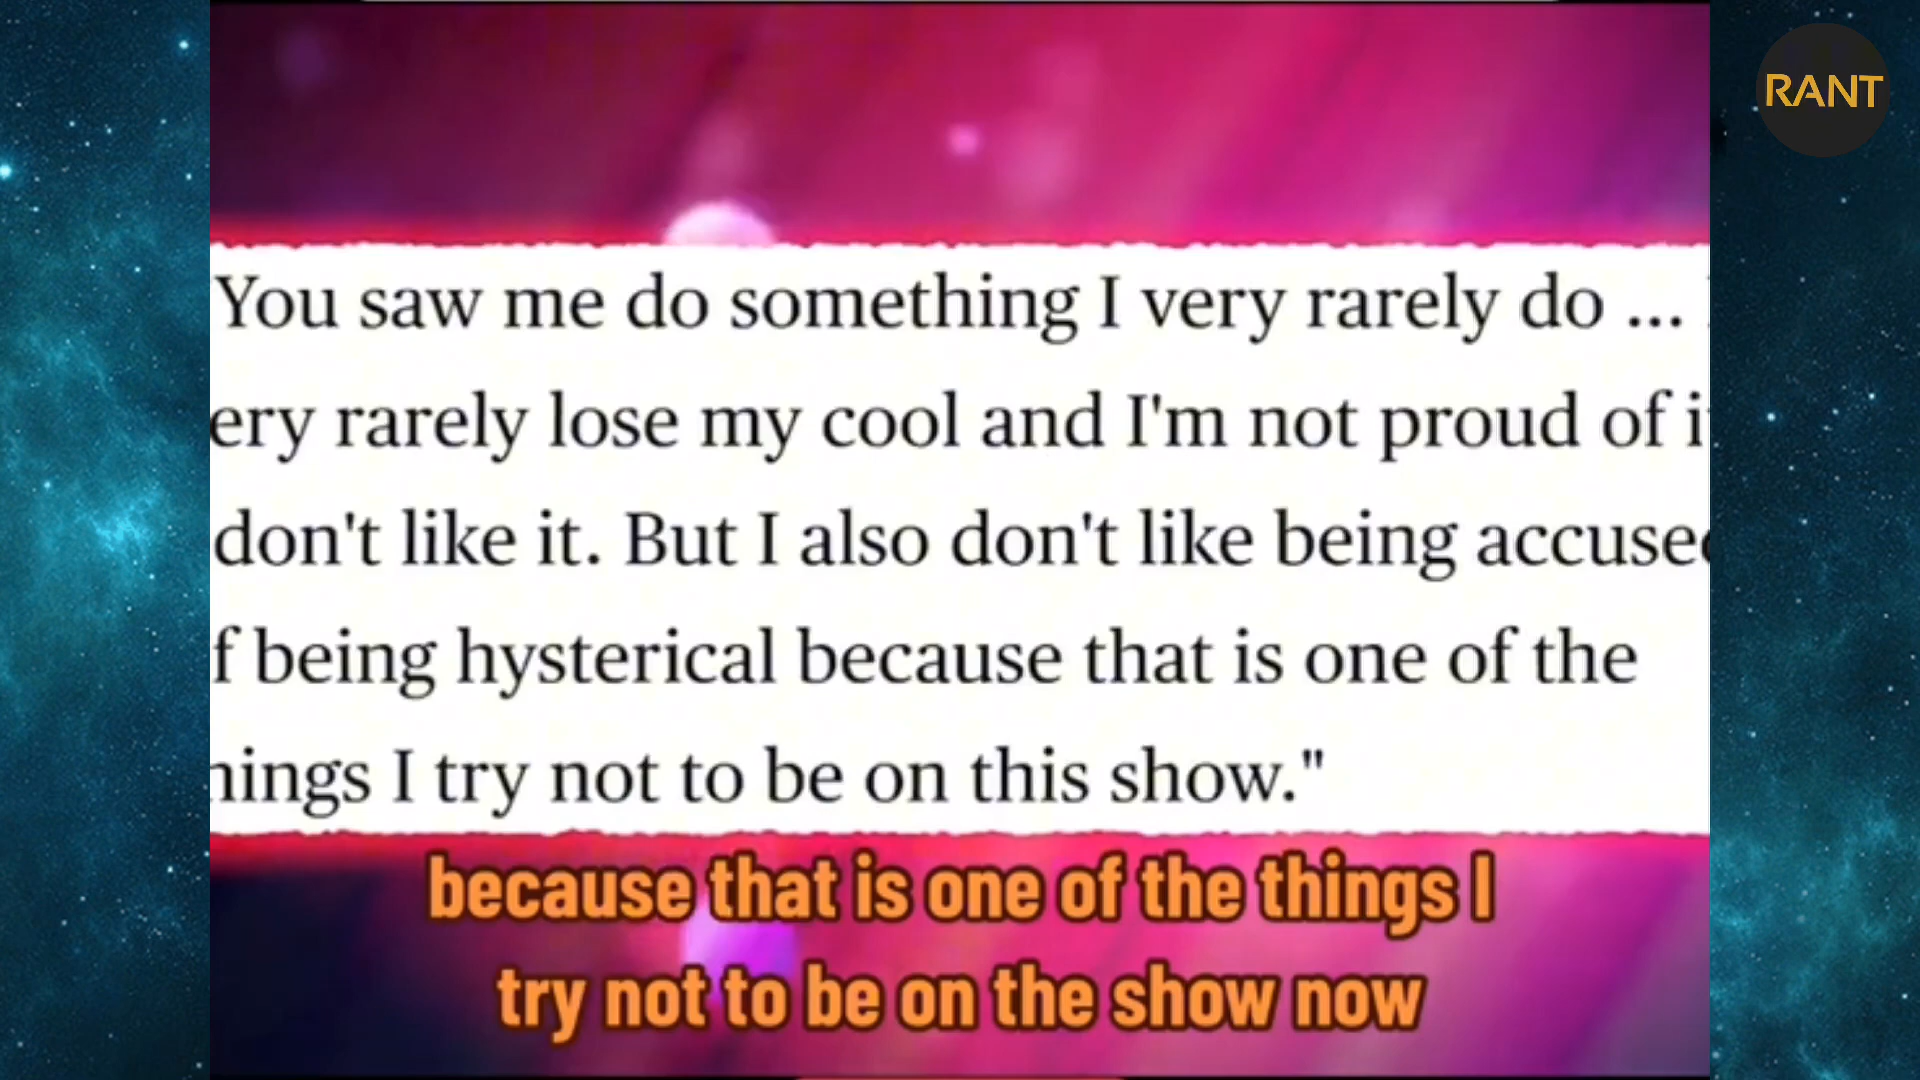 RANT
You saw me do something I very rarely do ...
ery rarely lose my cool and I'm not proud of i
don't like it. But I also don't like being accused
f being hysterical because that is one of the
hings I try not to be on this show."
because that is one of the things I
try not to be on the show now